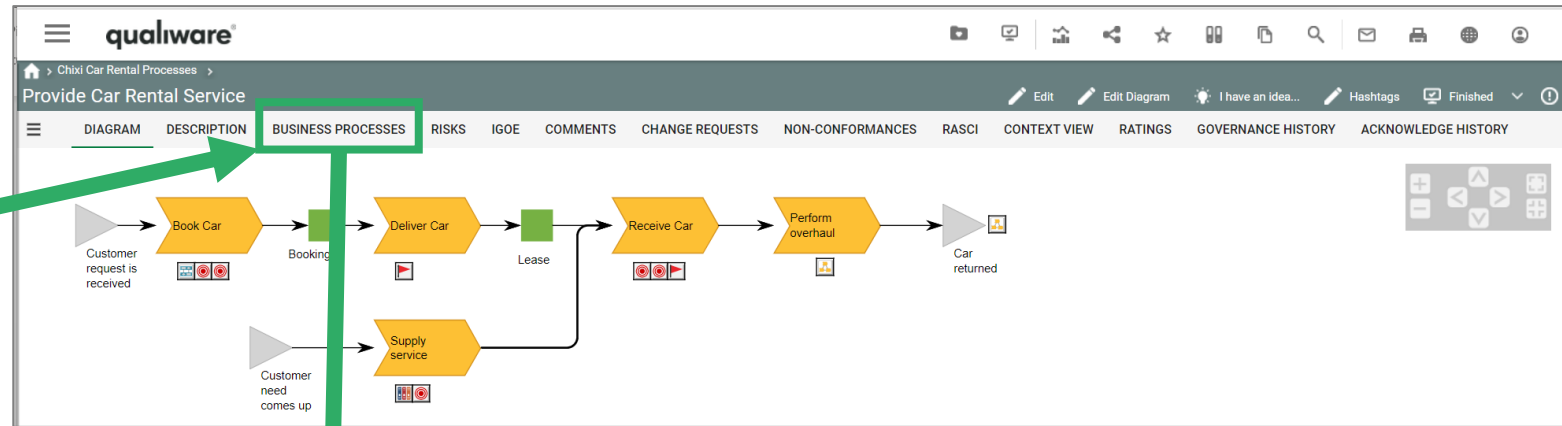 qualiware®
Chixi Car Rental Processes >
Provide Car Rental Service
Edit
Edit Diagram
I have an idea...
Hashtags
Finished
DIAGRAM
DESCRIPTION
BUSINESS PROCESSES
RISKS
IGOE
COMMENTS
CHANGE REQUESTS
NON-CONFORMANCES
RASCI
CONTEXT VIEW
RATINGS
GOVERNANCE HISTORY
ACKNOWLEDGE HISTORY
Book Car
Deliver Car
Receive Car
Perform
overhaul
Customer
request is
received
Booking
Lease
Car
returned
Supply
service
Customer
need
comes up